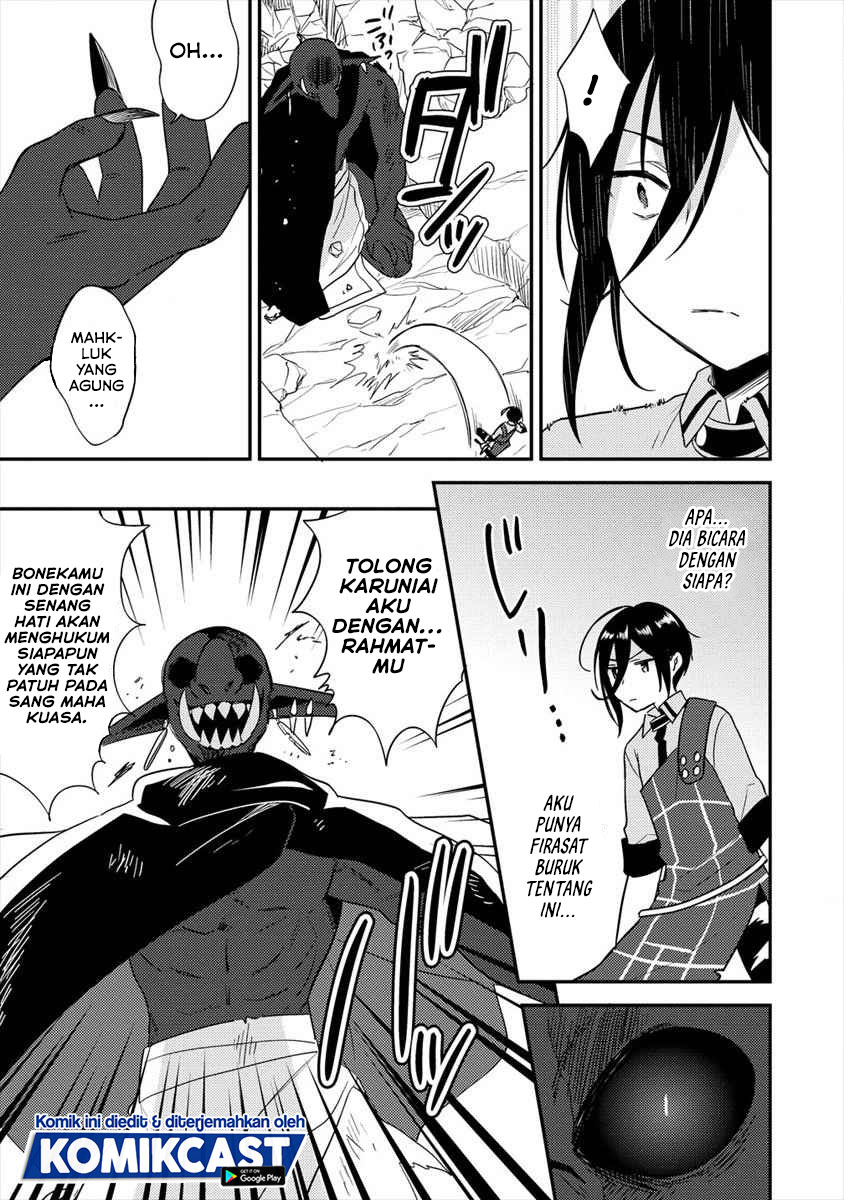 !
ダ
ン
OH...
MAHK-
LUK
YANG
AGUNG
...
APA...
DIA BICARA
DENGAN
SIAPA?
AKU
PUNYA
FIRASAT
BURUK
TENTANG
INI...
TOLONG
KARUNIAI
AKU
DENGAN...
RAHMAT-
MU
BONEKAMU
INI DENGAN
SENANG
HATI AKAN
MENGHUKUM
SIAPAPUN
YANG TAK
PATUH PADA
SANG MAHA
KUASA.
Komik ini diedit & diterjemahkan oleh
KOMIKCAST
GET IT ON
Google Play